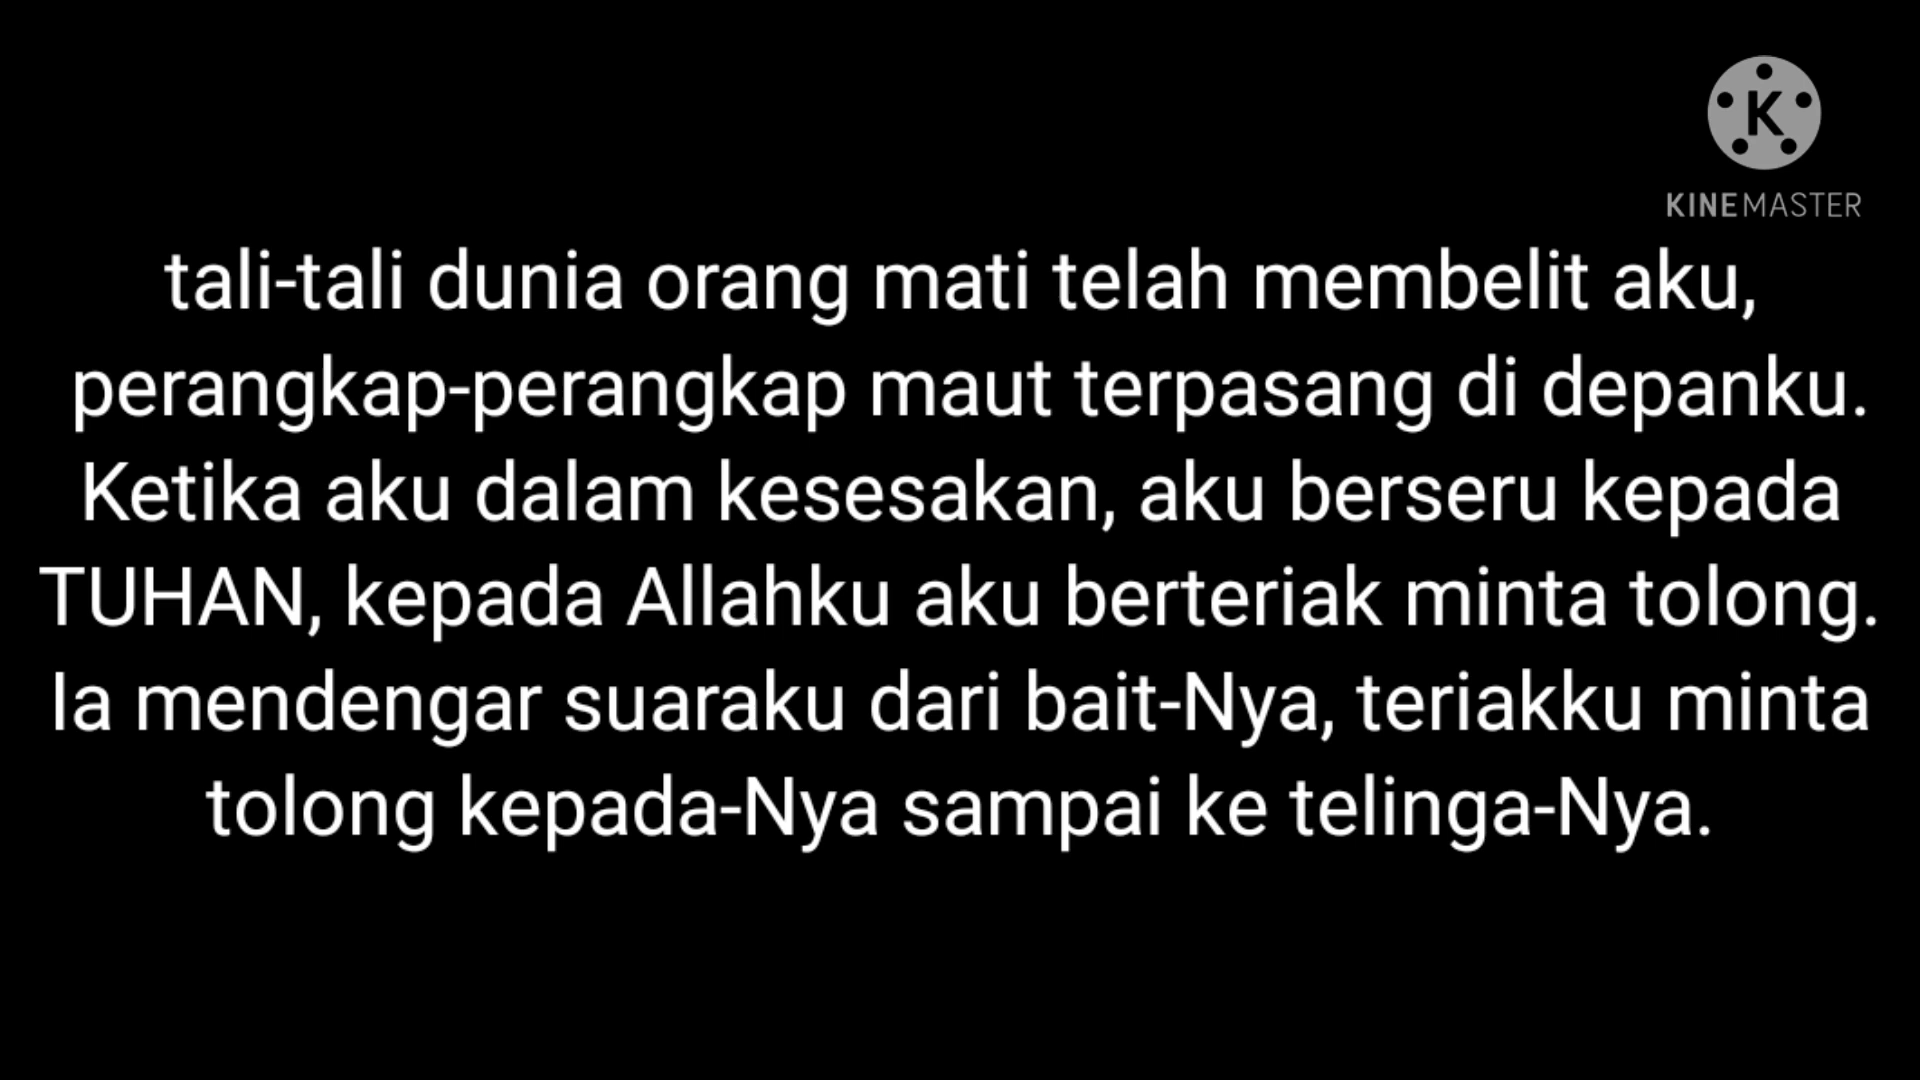 KINEMASTER
tali-tali dunia orang mati telah membelit aku,
perangkap-perangkap maut terpasang di depanku.
Ketika aku dalam kesesakan, aku berseru kepada
TUHAN, kepada Allahku aku berteriak minta tolong.
Ia mendengar suaraku dari bait-Nya, teriakku minta
tolong kepada-Nya sampai ke telinga-Nya.